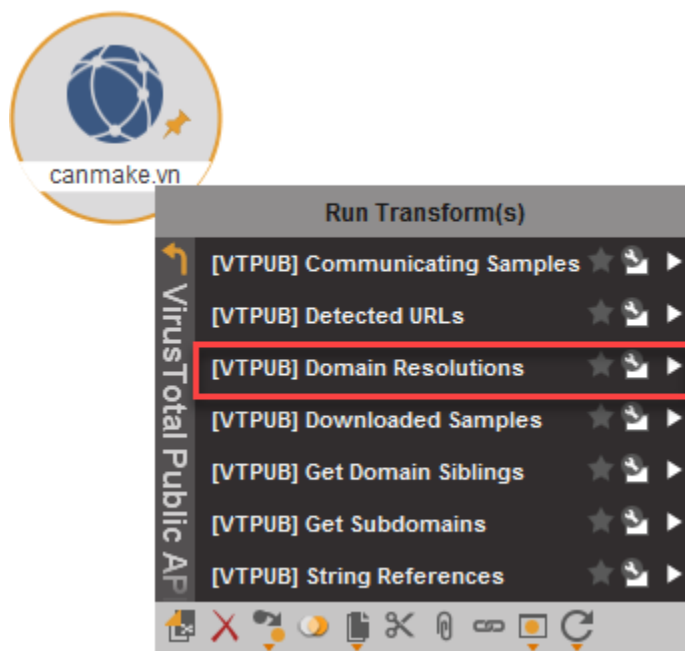 canmake.vn
Run Transform(s)
VirusTotal Public AP
[VTPUB] Communicating Samples
[VTPUB] Detected URLs
[VTPUB] Domain Resolutions
[VTPUB] Downloaded Samples
[VTPUB] Get Domain Siblings
[VTPUB] Get Subdomains
[VTPUB] String References